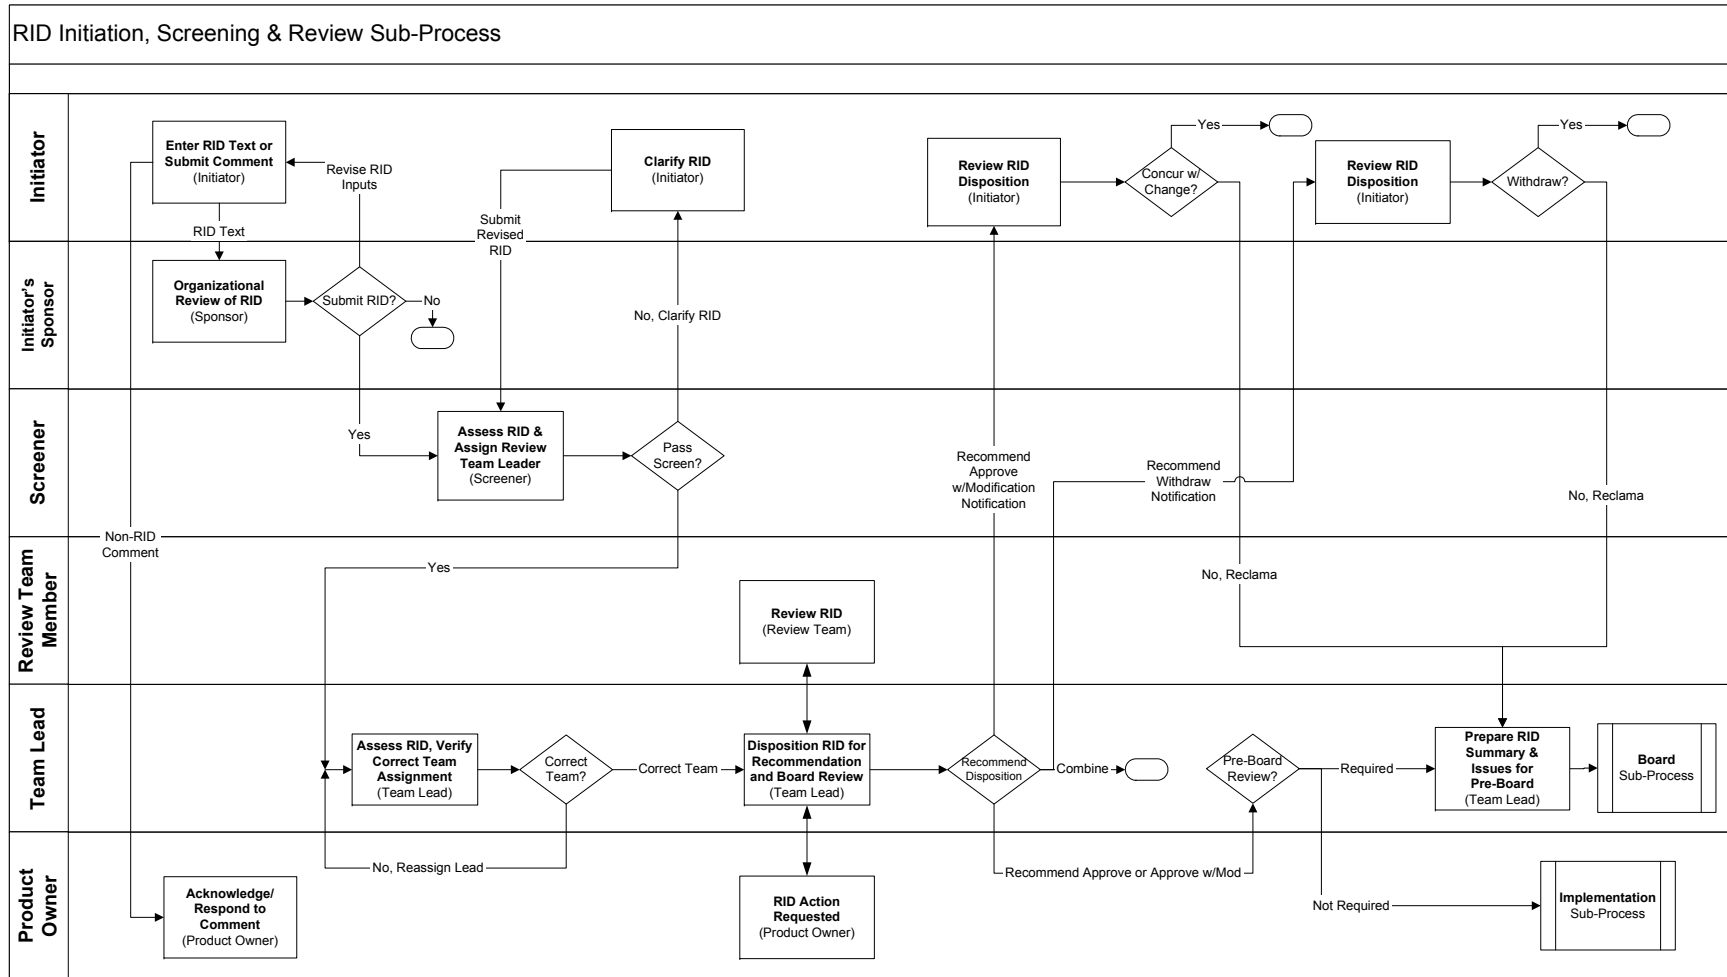 RID Initiation, Screening & Review Sub-Process
Initiator
Enter RID Text or
Submit Comment
(Initiator)
Revise RID
Inputs
RID Text
Clarify RID
(Initiator)
Submit
Revised
RID
Review RID
Disposition
(Initiator)
Concur w/
Change?
Yes
Review RID
Disposition
(Initiator)
Withdraw?
Yes
Initiator's
Sponsor
Organizational
Review of RID
(Sponsor)
Submit RID?
No
No, Clarify RID
Screener
Yes
Assess RID &
Assign Review
Team Leader
(Screener)
Pass
Screen?
Recommend
Approve
w/Modification
Notification
Recommend
Withdraw
Notification
No, Reclama
Non-RID
Comment
Review Team
Member
Yes
Review RID
(Review Team)
No, Reclama
Team Lead
Assess RID, Verify
Correct Team
Assignment
(Team Lead)
Correct
Team?
Correct Team
Disposition RID for
Recommendation
and Board Review
(Team Lead)
Recommend
Disposition
Combine
Pre-Board
Review?
Required
Prepare RID
Summary &
Issues for
Pre-Board
(Team Lead)
Board
Sub-Process
Product
Owner
No, Reassign Lead
Acknowledge/
Respond to
Comment
(Product Owner)
RID Action
Requested
(Product Owner)
Recommend Approve or Approve w/Mod
Not Required
Implementation
Sub-Process